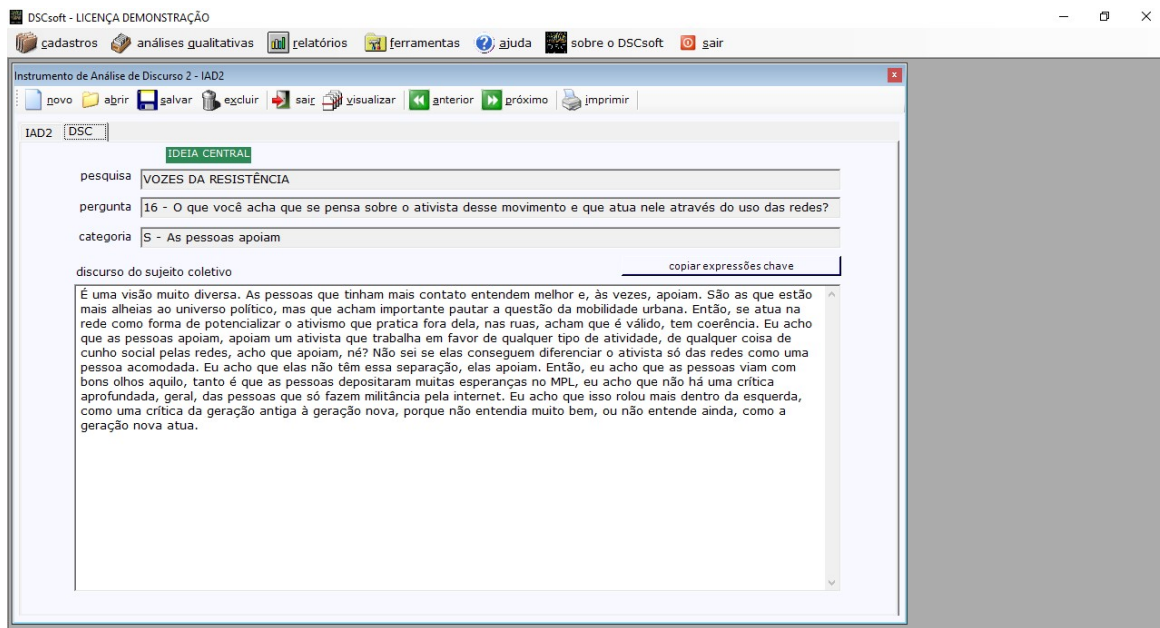 DSCsoft - LICENÇA DEMONSTRAÇÃO
cadastros análises qualitativas relatórios ferramentas ajuda sobre o DSCsoft sair
Instrumento de Análise de Discurso 2 - IAD2
novo abrir salvar excluir sair visualizar anterior próximo imprimir
IAD2 DSC
IDEIA CENTRAL
pesquisa VOZES DA RESISTÊNCIA
pergunta 16 - O que você acha que se pensa sobre o ativista desse movimento e que atua nele através do uso das redes?
categoria S - As pessoas apoiam
discurso do sujeito coletivo copiar expressões chave
É uma visão muito diversa. As pessoas que tinham mais contato entendem melhor e, às vezes, apoiam. São as que estão
mais alheias ao universo político, mas que acham importante pautar a questão da mobilidade urbana. Então, se atua na
rede como forma de potencializar o ativismo que pratica fora dela, nas ruas, acham que é válido, tem coerência. Eu acho
que as pessoas apoiam, apoiam um ativista que trabalha em favor de qualquer tipo de atividade, de qualquer coisa de
cunho social pelas redes, acho que apoiam, né? Não sei se elas conseguem diferenciar o ativista só das redes como uma
pessoa acomodada. Eu acho que elas não têm essa separação, elas apoiam. Então, eu acho que as pessoas viam com
bons olhos aquilo, tanto é que as pessoas depositaram muitas esperanças no MPL, eu acho que não há uma crítica
aprofundada, geral, das pessoas que só fazem militância pela internet. Eu acho que isso rolou mais dentro da esquerda,
como uma crítica da geração antiga à geração nova, porque não entendia muito bem, ou não entende ainda, como a
geração nova atua.